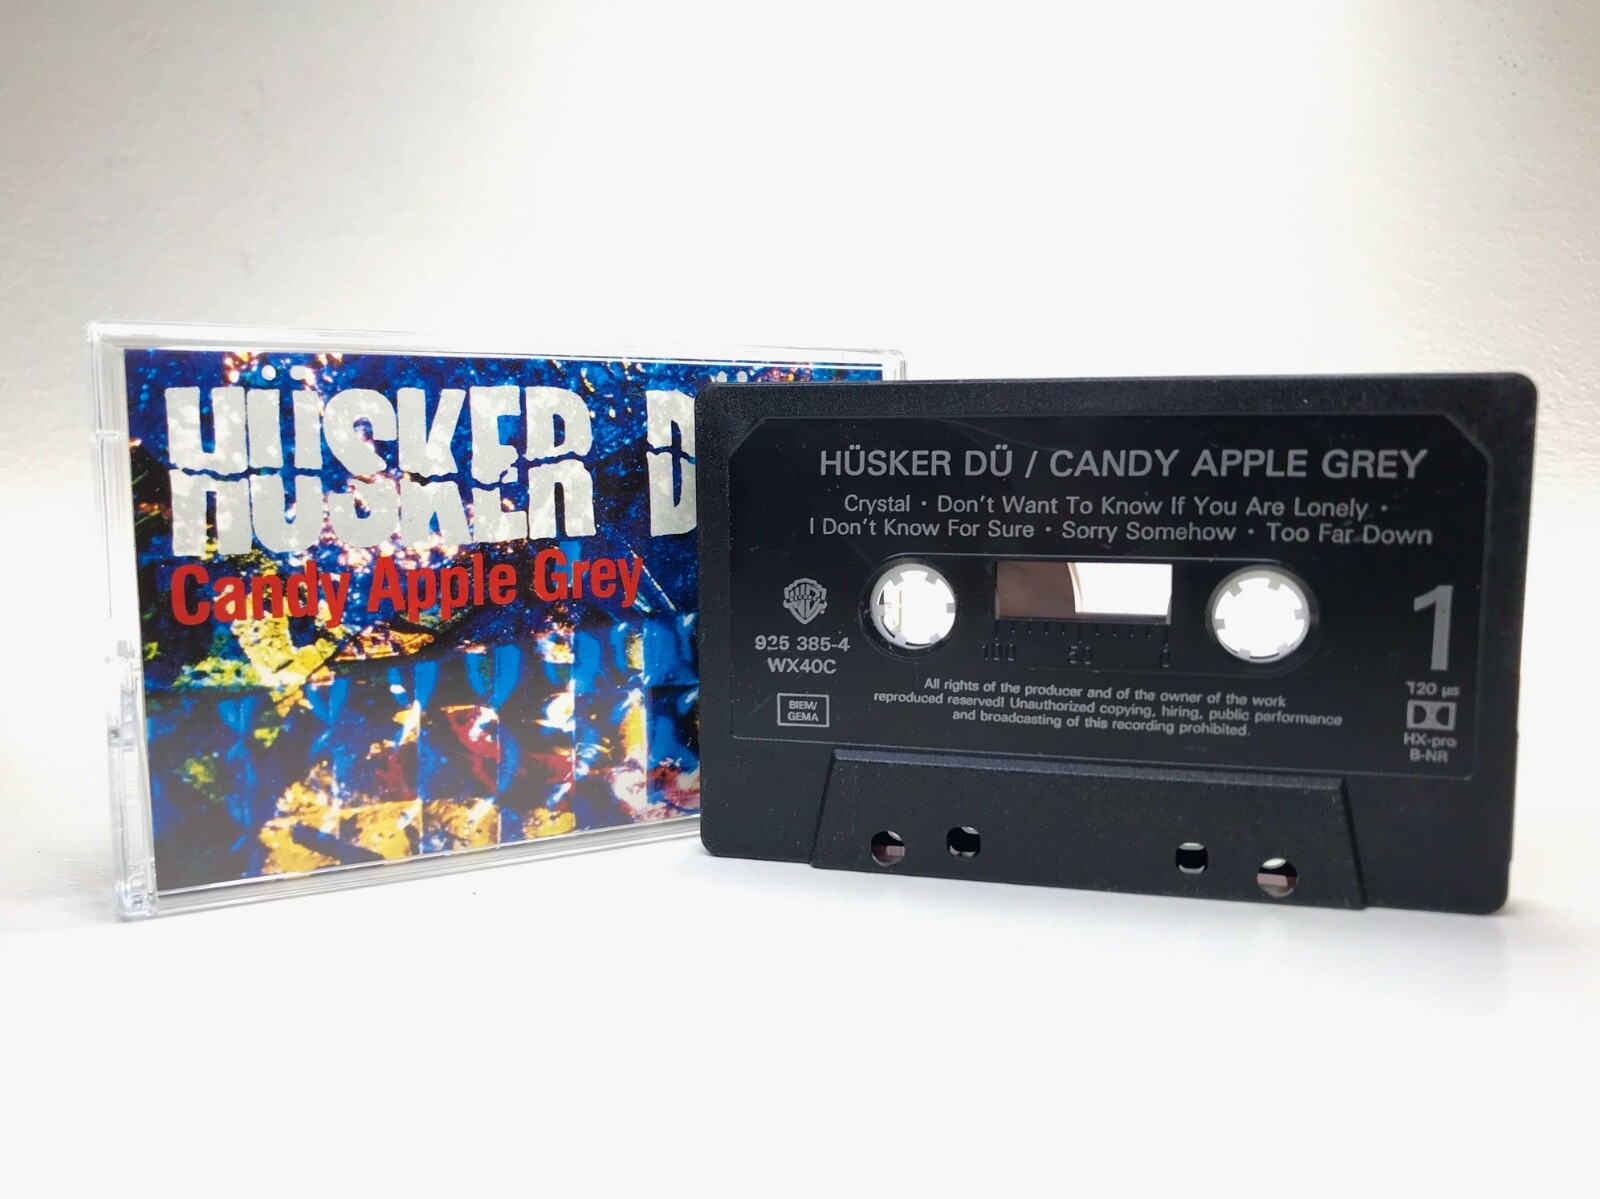 HÜSKER D
Candy Apple Grey
HÜSKER DÜ / CANDY APPLE GREY
Crystal · Don't Want To Know If You Are Lonely ·
I Don't Know For Sure · Sorry Somehow · Too Far Down
925 385-4
WX40C
BIEM/
GEMA
100 50 0
1
120 µs
HX-pro
B-NR
All rights of the producer and of the owner of the work
reproduced reserved! Unauthorized copying, hiring, public performance
and broadcasting of this recording prohibited.